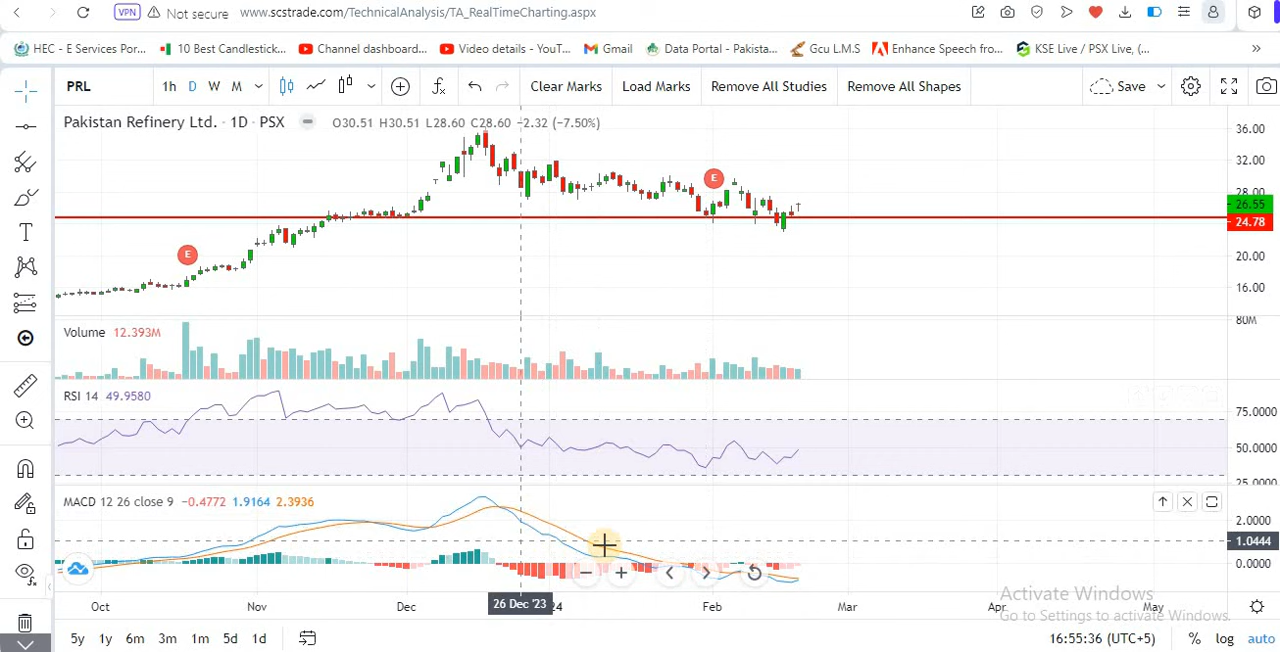 VPN Not secure www.scstrade.com/TechnicalAnalysis/TA_RealTimeCharting.aspx
HEC - E Services Por... 10 Best Candlestick... Channel dashboard... Video details - YouT... Gmail Data Portal - Pakista... Gcu L.M.S Enhance Speech fro... KSE Live / PSX Live, (... »
PRL 1h D W M Clear Marks Load Marks Remove All Studies Remove All Shapes Save
Pakistan Refinery Ltd. · 1D · PSX O30.51 H30.51 L28.60 C28.60 −2.32 (−7.50%)
36.00
32.00
E
28.00
26.55
24.78
E
20.00
16.00
Volume 12.393M
80M
RSI 14 49.9580
75.0000
50.0000
25.0000
MACD 12 26 close 9 −0.4772 1.9164 2.3936
2.0000
1.0444
0.0000
Oct Nov Dec 26 Dec '23 24 Feb Mar Apr May
Activate Windows
Go to Settings to activate Windows.
5y 1y 6m 3m 1m 5d 1d 16:55:36 (UTC+5) % log auto